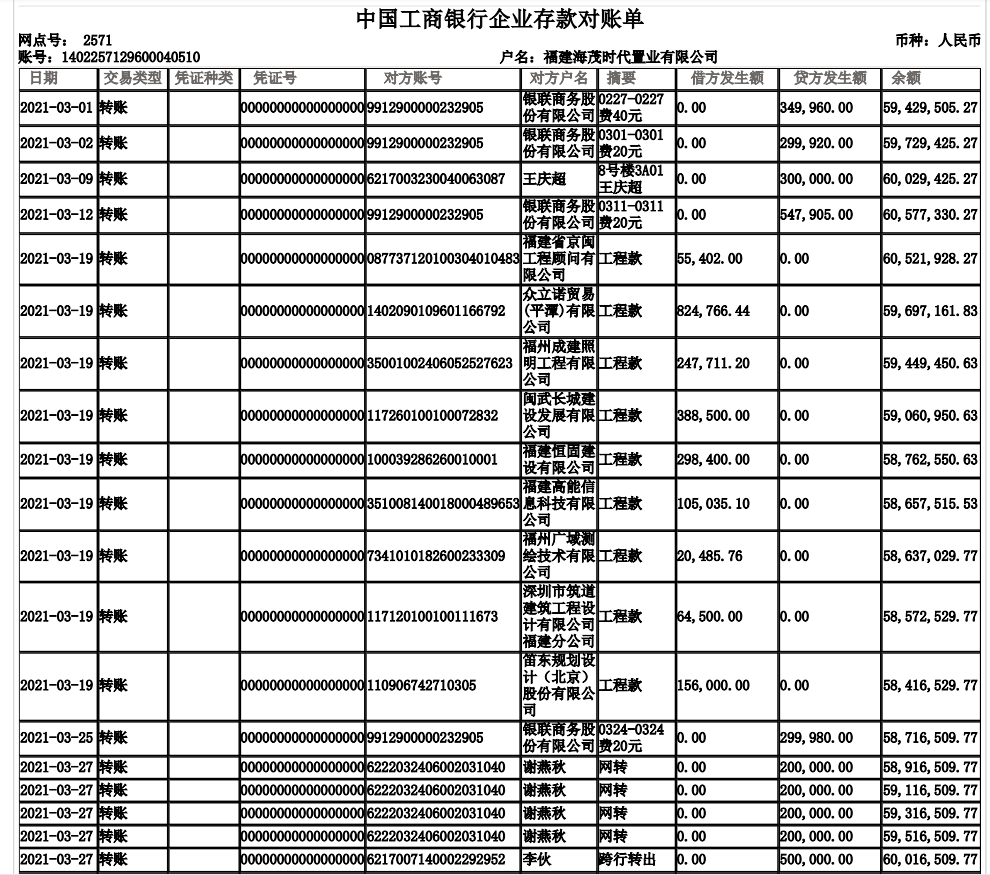 中国工商银行企业存款对账单
网点号： 2571 币种：人民币
账号：1402257129600040510 户名：福建海茂时代置业有限公司
日期 交易类型 凭证种类 凭证号 对方账号 对方户名 摘要 借方发生额 贷方发生额 余额
2021-03-01 转账 00000000000000000 9912900000232905 银联商务股份有限公司 0227-0227费40元 0.00 349,960.00 59,429,505.27
2021-03-02 转账 00000000000000000 9912900000232905 银联商务股份有限公司 0301-0301费20元 0.00 299,920.00 59,729,425.27
2021-03-09 转账 00000000000000000 6217003230040063087 王庆超 8号楼3A01王庆超 0.00 300,000.00 60,029,425.27
2021-03-12 转账 00000000000000000 9912900000232905 银联商务股份有限公司 0311-0311费20元 0.00 547,905.00 60,577,330.27
2021-03-19 转账 00000000000000000 087737120100304010483 福建省京闽工程顾问有限公司 工程款 55,402.00 0.00 60,521,928.27
2021-03-19 转账 00000000000000000 1402090109601166792 众立诺贸易(平潭)有限公司 工程款 824,766.44 0.00 59,697,161.83
2021-03-19 转账 00000000000000000 35001002406052527623 福州成建照明工程有限公司 工程款 247,711.20 0.00 59,449,450.63
2021-03-19 转账 00000000000000000 117260100100072832 闽武长城建设发展有限公司 工程款 388,500.00 0.00 59,060,950.63
2021-03-19 转账 00000000000000000 100039286260010001 福建恒固建设有限公司 工程款 298,400.00 0.00 58,762,550.63
2021-03-19 转账 00000000000000000 351008140018000489653 福建高能信息科技有限公司 工程款 105,035.10 0.00 58,657,515.53
2021-03-19 转账 00000000000000000 7341010182600233309 福州广域测绘技术有限公司 工程款 20,485.76 0.00 58,637,029.77
2021-03-19 转账 00000000000000000 117120100100111673 深圳市筑道建筑工程设计有限公司福建分公司 工程款 64,500.00 0.00 58,572,529.77
2021-03-19 转账 00000000000000000 110906742710305 笛东规划设计（北京）股份有限公司 工程款 156,000.00 0.00 58,416,529.77
2021-03-25 转账 00000000000000000 9912900000232905 银联商务股份有限公司 0324-0324费20元 0.00 299,980.00 58,716,509.77
2021-03-27 转账 00000000000000000 6222032406002031040 谢燕秋 网转 0.00 200,000.00 58,916,509.77
2021-03-27 转账 00000000000000000 6222032406002031040 谢燕秋 网转 0.00 200,000.00 59,116,509.77
2021-03-27 转账 00000000000000000 6222032406002031040 谢燕秋 网转 0.00 200,000.00 59,316,509.77
2021-03-27 转账 00000000000000000 6222032406002031040 谢燕秋 网转 0.00 200,000.00 59,516,509.77
2021-03-27 转账 00000000000000000 6217007140002292952 李伙 跨行转出 0.00 500,000.00 60,016,509.77